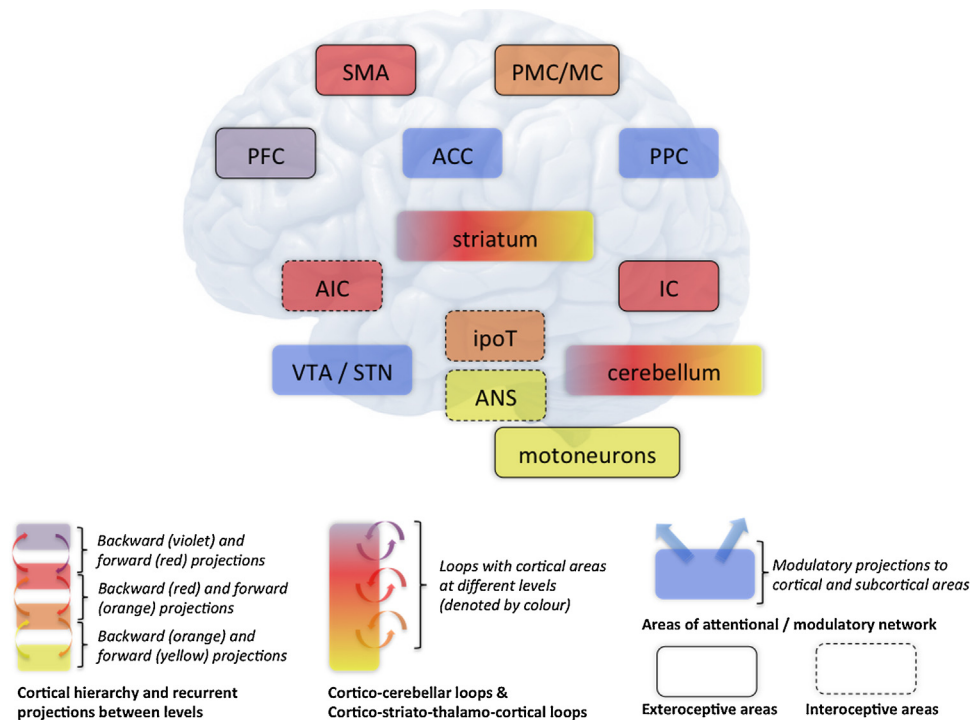 SMA
PMC/MC
PFC
ACC
PPC
striatum
AIC
IC
ipoT
VTA / STN
cerebellum
ANS
motoneurons
Backward (violet) and
forward (red) projections
Backward (red) and forward
(orange) projections
Backward (orange) and
forward (yellow) projections
Cortical hierarchy and recurrent
projections between levels
Loops with cortical areas
at different levels
(denoted by colour)
Cortico-cerebellar loops &
Cortico-striato-thalamo-cortical loops
Modulatory projections to
cortical and subcortical areas
Areas of attentional / modulatory network
Exteroceptive areas
Interoceptive areas